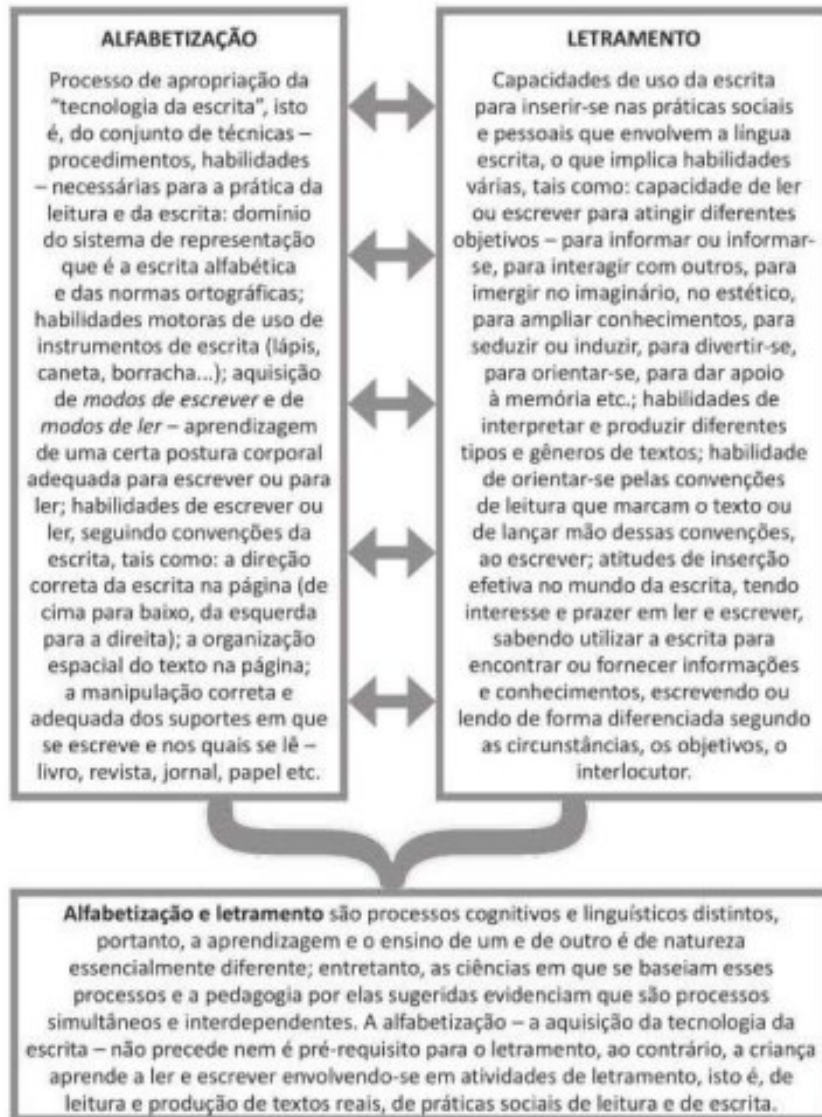 ALFABETIZAÇÃO
Processo de apropriação da
“tecnologia da escrita”, isto
é, do conjunto de técnicas –
procedimentos, habilidades
– necessárias para a prática da
leitura e da escrita: domínio
do sistema de representação
que é a escrita alfabética
e das normas ortográficas;
habilidades motoras de uso de
instrumentos de escrita (lápis,
caneta, borracha...); aquisição
de modos de escrever e de
modos de ler – aprendizagem
de uma certa postura corporal
adequada para escrever ou para
ler; habilidades de escrever ou
ler, seguindo convenções da
escrita, tais como: a direção
correta da escrita na página (de
cima para baixo, da esquerda
para a direita); a organização
espacial do texto na página;
a manipulação correta e
adequada dos suportes em que
se escreve e nos quais se lê –
livro, revista, jornal, papel etc.
LETRAMENTO
Capacidades de uso da escrita
para inserir-se nas práticas sociais
e pessoais que envolvem a língua
escrita, o que implica habilidades
várias, tais como: capacidade de ler
ou escrever para atingir diferentes
objetivos – para informar ou informar-
se, para interagir com outros, para
imergir no imaginário, no estético,
para ampliar conhecimentos, para
seduzir ou induzir, para divertir-se,
para orientar-se, para dar apoio
à memória etc.; habilidades de
interpretar e produzir diferentes
tipos e gêneros de textos; habilidade
de orientar-se pelas convenções
de leitura que marcam o texto ou
de lançar mão dessas convenções,
ao escrever; atitudes de inserção
efetiva no mundo da escrita, tendo
interesse e prazer em ler e escrever,
sabendo utilizar a escrita para
encontrar ou fornecer informações
e conhecimentos, escrevendo ou
lendo de forma diferenciada segundo
as circunstâncias, os objetivos, o
interlocutor.
Alfabetização e letramento são processos cognitivos e linguísticos distintos,
portanto, a aprendizagem e o ensino de um e de outro é de natureza
essencialmente diferente; entretanto, as ciências em que se baseiam esses
processos e a pedagogia por elas sugeridas evidenciam que são processos
simultâneos e interdependentes. A alfabetização – a aquisição da tecnologia da
escrita – não precede nem é pré-requisito para o letramento, ao contrário, a criança
aprende a ler e escrever envolvendo-se em atividades de letramento, isto é, de
leitura e produção de textos reais, de práticas sociais de leitura e de escrita.